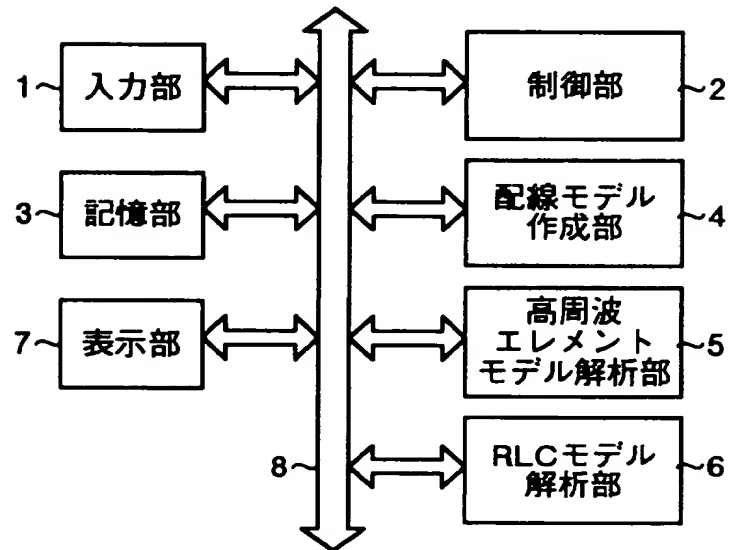 1 入力部
制御部 2
3 記憶部
配線モデル
作成部 4
7 表示部
高周波
エレメント
モデル解析部 5
8
RLCモデル
解析部 6